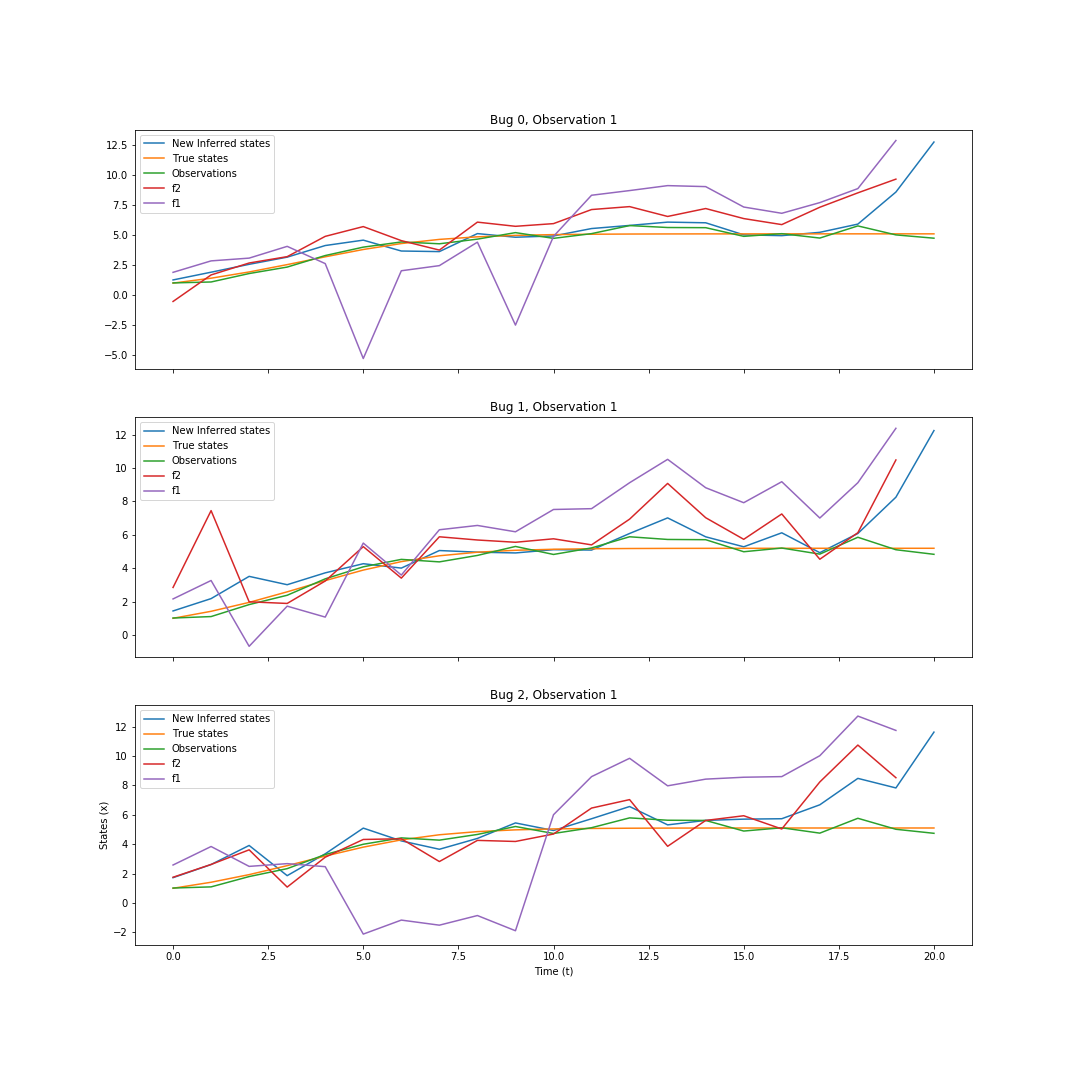 Bug 0, Observation 1
New Inferred states
True states
Observations
f2
f1
12.5
10.0
7.5
5.0
2.5
0.0
−2.5
−5.0
Bug 1, Observation 1
New Inferred states
True states
Observations
f2
f1
12
10
8
6
4
2
0
Bug 2, Observation 1
New Inferred states
True states
Observations
f2
f1
12
10
8
6
4
2
0
−2
States (x)
0.0 2.5 5.0 7.5 10.0 12.5 15.0 17.5 20.0
Time (t)